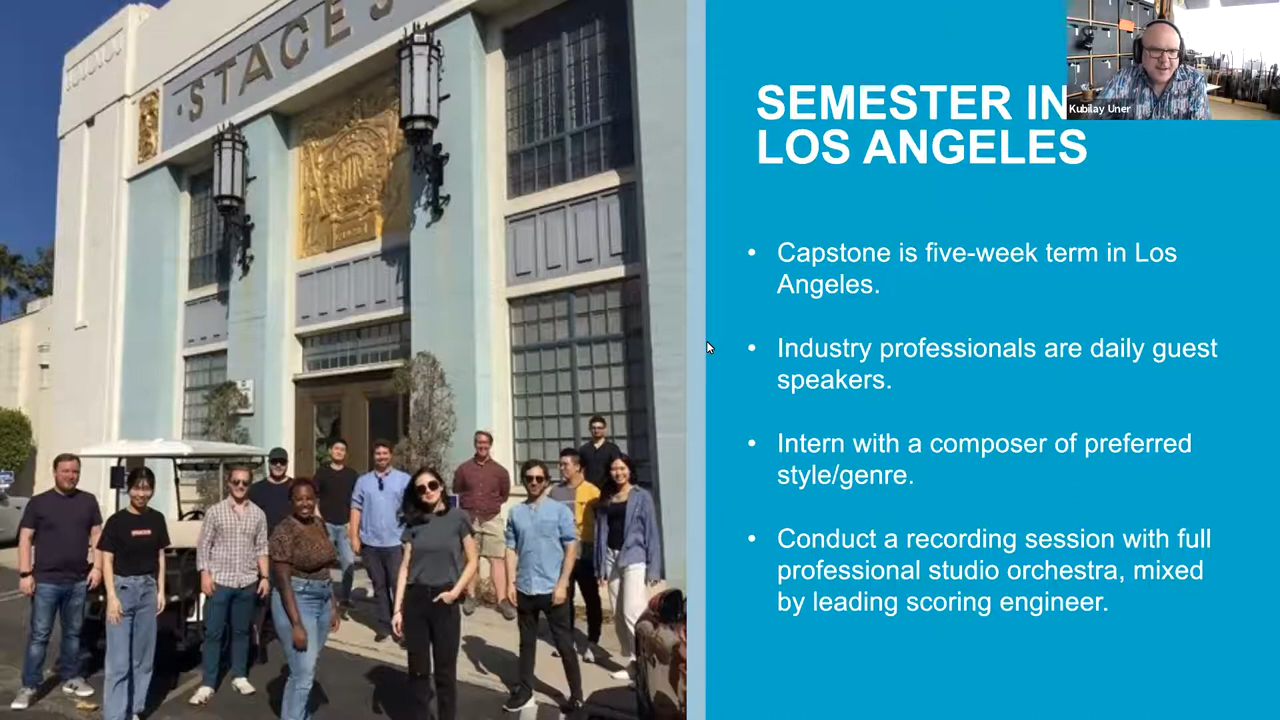 ·STAGES
SEMESTER IN
LOS ANGELES
Kubilay Uner
• Capstone is five-week term in Los
Angeles.
• Industry professionals are daily guest
speakers.
• Intern with a composer of preferred
style/genre.
• Conduct a recording session with full
professional studio orchestra, mixed
by leading scoring engineer.